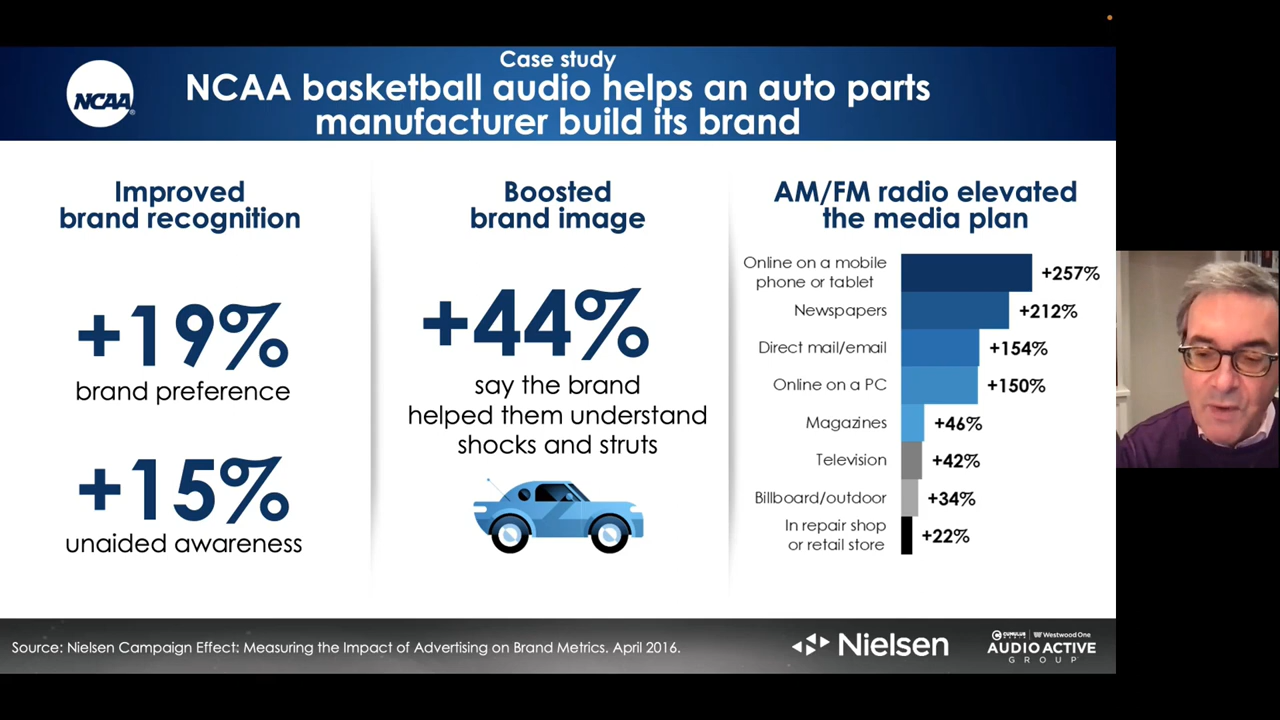 Case study
NCAA basketball audio helps an auto parts
manufacturer build its brand
NCAA
Improved
brand recognition
+19%
brand preference
+15%
unaided awareness
Boosted
brand image
+44%
say the brand
helped them understand
shocks and struts
AM/FM radio elevated
the media plan
Online on a mobile
phone or tablet
+257%
Newspapers
+212%
Direct mail/email
+154%
Online on a PC
+150%
Magazines
+46%
Television
+42%
Billboard/outdoor
+34%
In repair shop
or retail store
+22%
Source: Nielsen Campaign Effect: Measuring the Impact of Advertising on Brand Metrics. April 2016.
Nielsen
CUMULUS MEDIA | Westwood One
AUDIO ACTIVE
GROUP